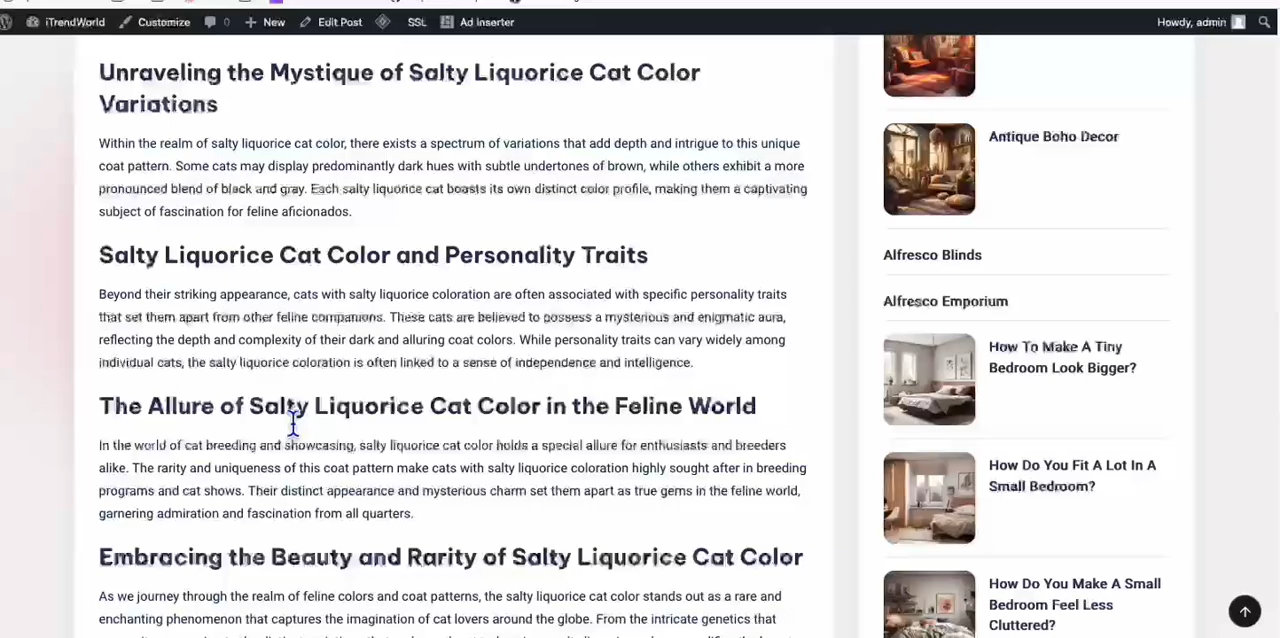 iTrendWorld Customize 0 New Edit Post SSL Ad Inserter Howdy, admin
Unraveling the Mystique of Salty Liquorice Cat Color
Variations
Within the realm of salty liquorice cat color, there exists a spectrum of variations that add depth and intrigue to this unique
coat pattern. Some cats may display predominantly dark hues with subtle undertones of brown, while others exhibit a more
pronounced blend of black and gray. Each salty liquorice cat boasts its own distinct color profile, making them a captivating
subject of fascination for feline aficionados.
Salty Liquorice Cat Color and Personality Traits
Beyond their striking appearance, cats with salty liquorice coloration are often associated with specific personality traits
that set them apart from other feline companions. These cats are believed to possess a mysterious and enigmatic aura,
reflecting the depth and complexity of their dark and alluring coat colors. While personality traits can vary widely among
individual cats, the salty liquorice coloration is often linked to a sense of independence and intelligence.
The Allure of Salty Liquorice Cat Color in the Feline World
In the world of cat breeding and showcasing, salty liquorice cat color holds a special allure for enthusiasts and breeders
alike. The rarity and uniqueness of this coat pattern make cats with salty liquorice coloration highly sought after in breeding
programs and cat shows. Their distinct appearance and mysterious charm set them apart as true gems in the feline world,
garnering admiration and fascination from all quarters.
Embracing the Beauty and Rarity of Salty Liquorice Cat Color
As we journey through the realm of feline colors and coat patterns, the salty liquorice cat color stands out as a rare and
enchanting phenomenon that captures the imagination of cat lovers around the globe. From the intricate genetics that
Antique Boho Decor
Alfresco Blinds
Alfresco Emporium
How To Make A Tiny
Bedroom Look Bigger?
How Do You Fit A Lot In A
Small Bedroom?
How Do You Make A Small
Bedroom Feel Less
Cluttered?